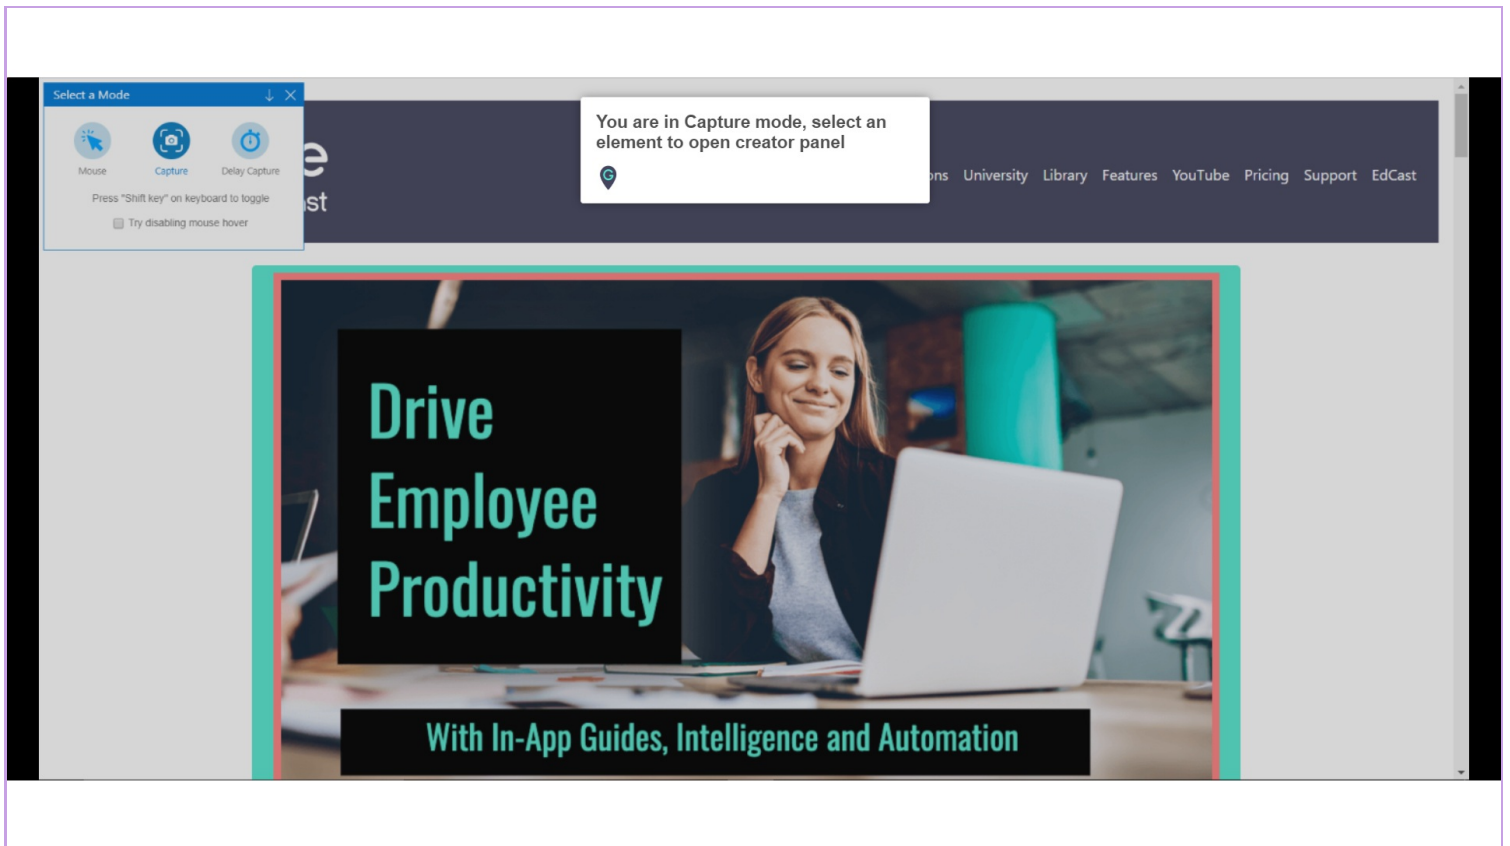 Select a Mode
Mouse
Capture
Delay Capture
Press "Shift key" on keyboard to toggle
Try disabling mouse hover
You are in Capture mode, select an
element to open creator panel
G
University Library Features YouTube Pricing Support EdCast
Drive
Employee
Productivity
With In-App Guides, Intelligence and Automation